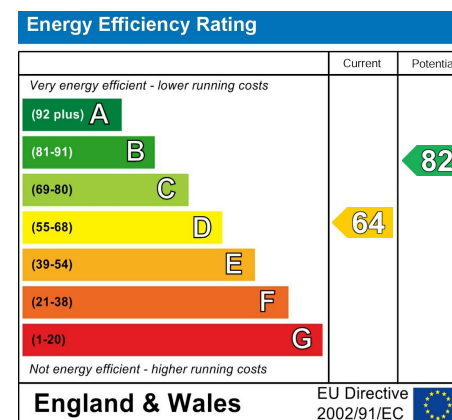 Energy Efficiency Rating
Current Potentia
Very energy efficient - lower running costs
(92 plus) A
(81-91) B
82
(69-80) C
(55-68) D
64
(39-54) E
(21-38) F
(1-20) G
Not energy efficient - higher running costs
England & Wales
EU Directive
2002/91/EC